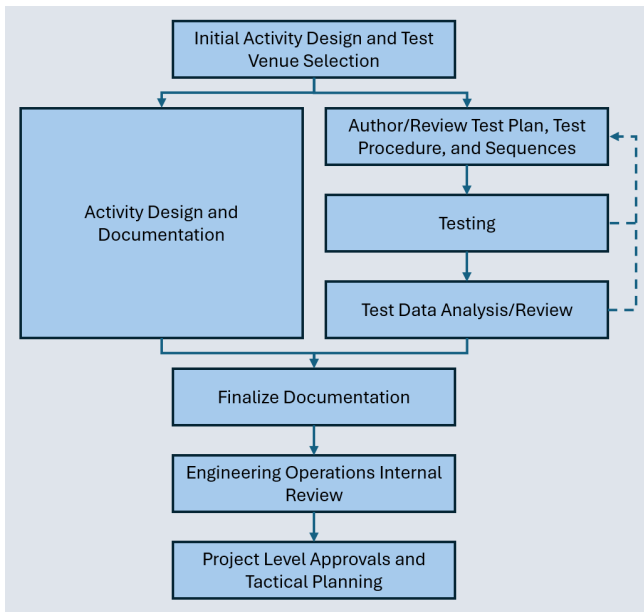 Initial Activity Design and Test
Venue Selection
Activity Design and
Documentation
Author/Review Test Plan, Test
Procedure, and Sequences
Testing
Test Data Analysis/Review
Finalize Documentation
Engineering Operations Internal
Review
Project Level Approvals and
Tactical Planning